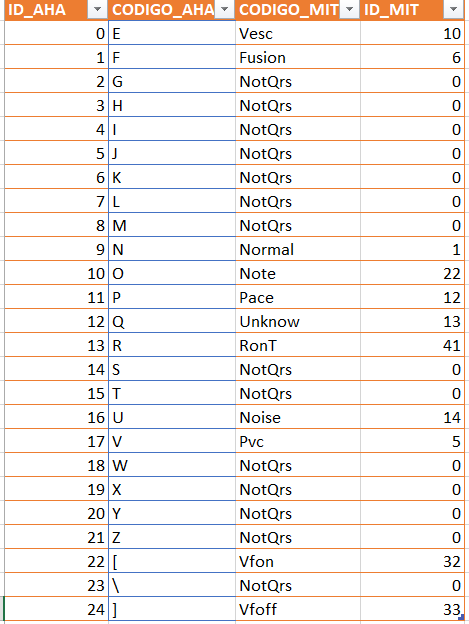 ID_AHA CODIGO_AHA CODIGO_MIT ID_MIT
0 E Vesc 10
1 F Fusion 6
2 G NotQrs 0
3 H NotQrs 0
4 I NotQrs 0
5 J NotQrs 0
6 K NotQrs 0
7 L NotQrs 0
8 M NotQrs 0
9 N Normal 1
10 O Note 22
11 P Pace 12
12 Q Unknow 13
13 R RonT 41
14 S NotQrs 0
15 T NotQrs 0
16 U Noise 14
17 V Pvc 5
18 W NotQrs 0
19 X NotQrs 0
20 Y NotQrs 0
21 Z NotQrs 0
22 [ Vfon 32
23 \ NotQrs 0
24 ] Vfoff 33